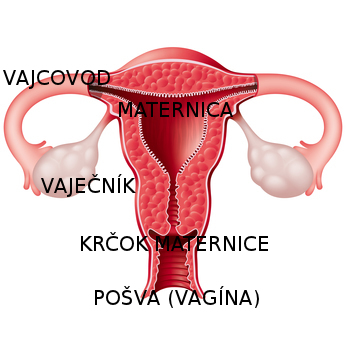 VAJCOVOD
MATERNICA
VAJEČNÍK
KRČOK MATERNICE
POŠVA (VAGÍNA)